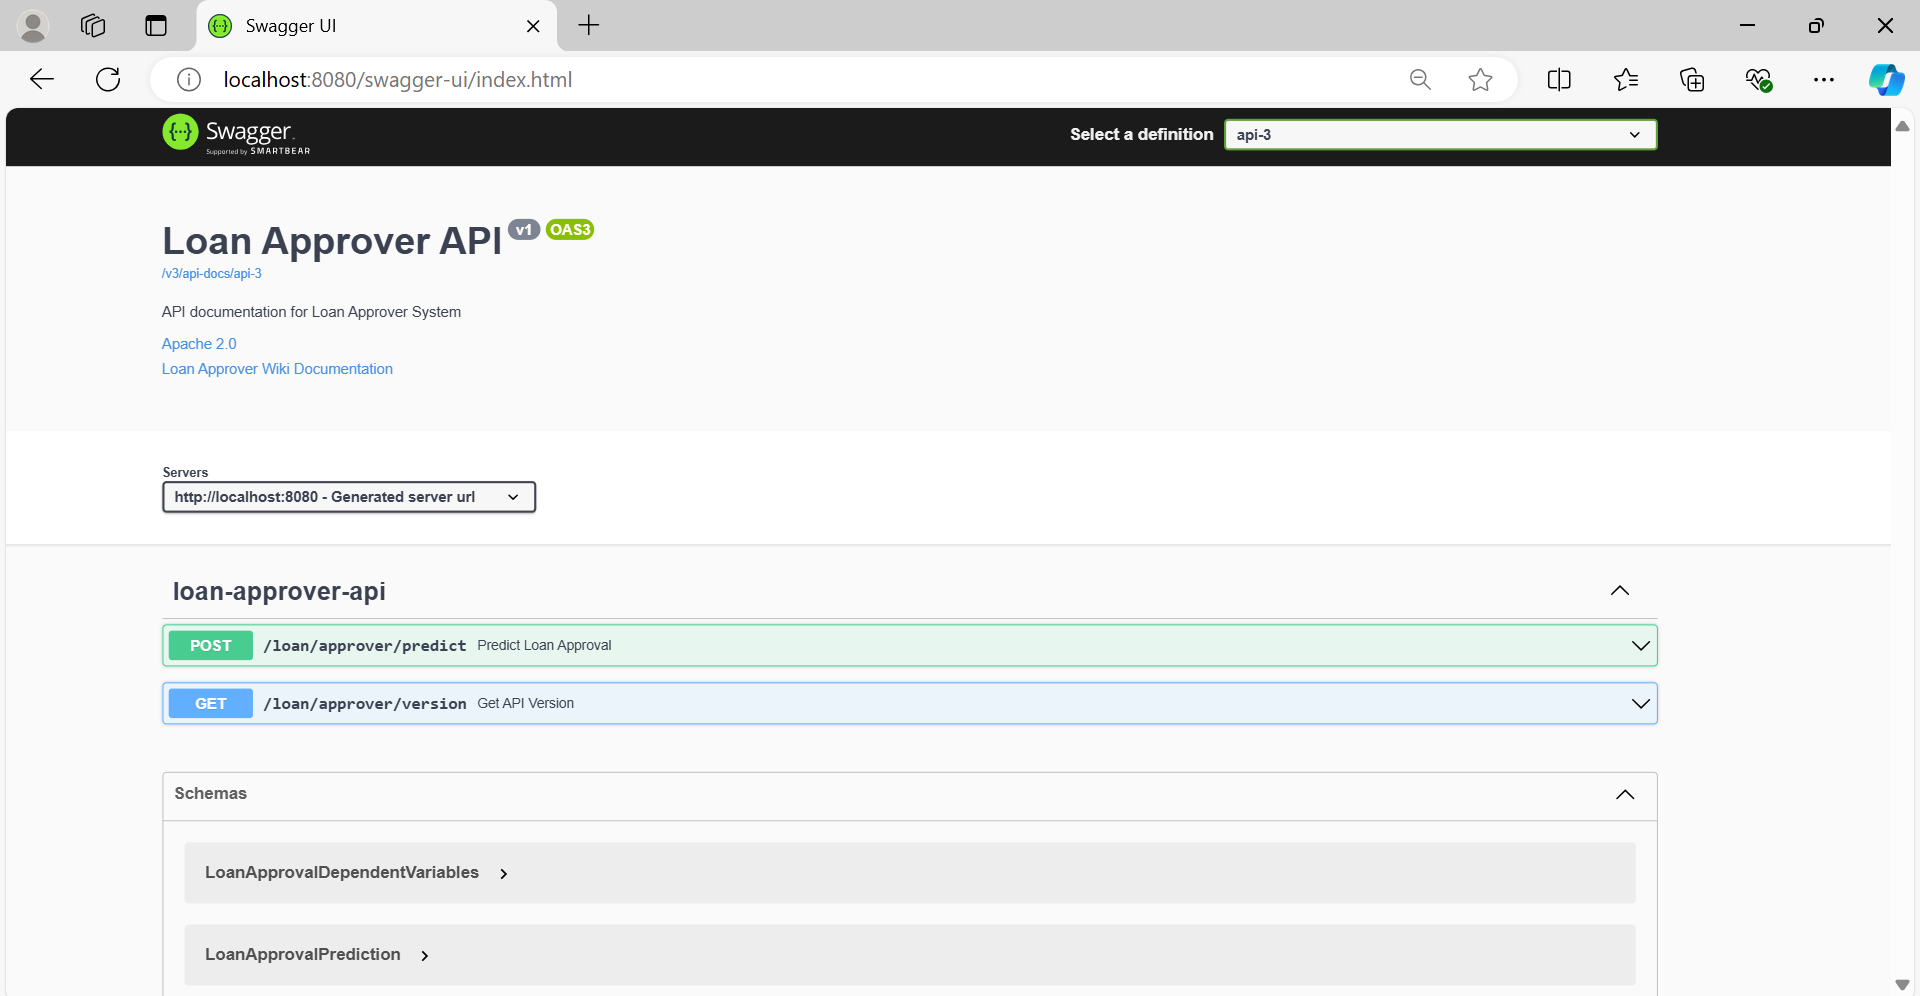 Swagger UI
localhost:8080/swagger-ui/index.html
{···} Swagger.
Supported by SMARTBEAR
Select a definition
api-3
Loan Approver API v1 OAS3
/v3/api-docs/api-3
API documentation for Loan Approver System
Apache 2.0
Loan Approver Wiki Documentation
Servers
http://localhost:8080 - Generated server url
loan-approver-api
POST /loan/approver/predict Predict Loan Approval
GET /loan/approver/version Get API Version
Schemas
LoanApprovalDependentVariables
LoanApprovalPrediction